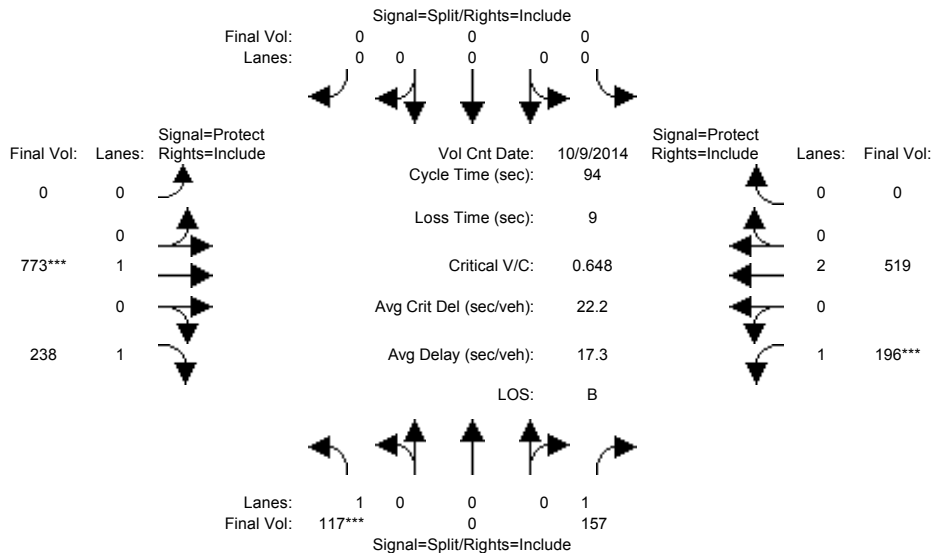 Signal=Split/Rights=Include
Final Vol: 0 0 0
Lanes: 0 0 0 0 0
Signal=Protect Signal=Protect
Final Vol: Lanes: Rights=Include Vol Cnt Date: 10/9/2014 Rights=Include Lanes: Final Vol:
Cycle Time (sec): 94
0 0 0 0
Loss Time (sec): 9
0 0
773*** 1 Critical V/C: 0.648 2 519
0 Avg Crit Del (sec/veh): 22.2 0
238 1 Avg Delay (sec/veh): 17.3 1 196***
LOS: B
Lanes: 1 0 0 0 1
Final Vol: 117*** 0 157
Signal=Split/Rights=Include